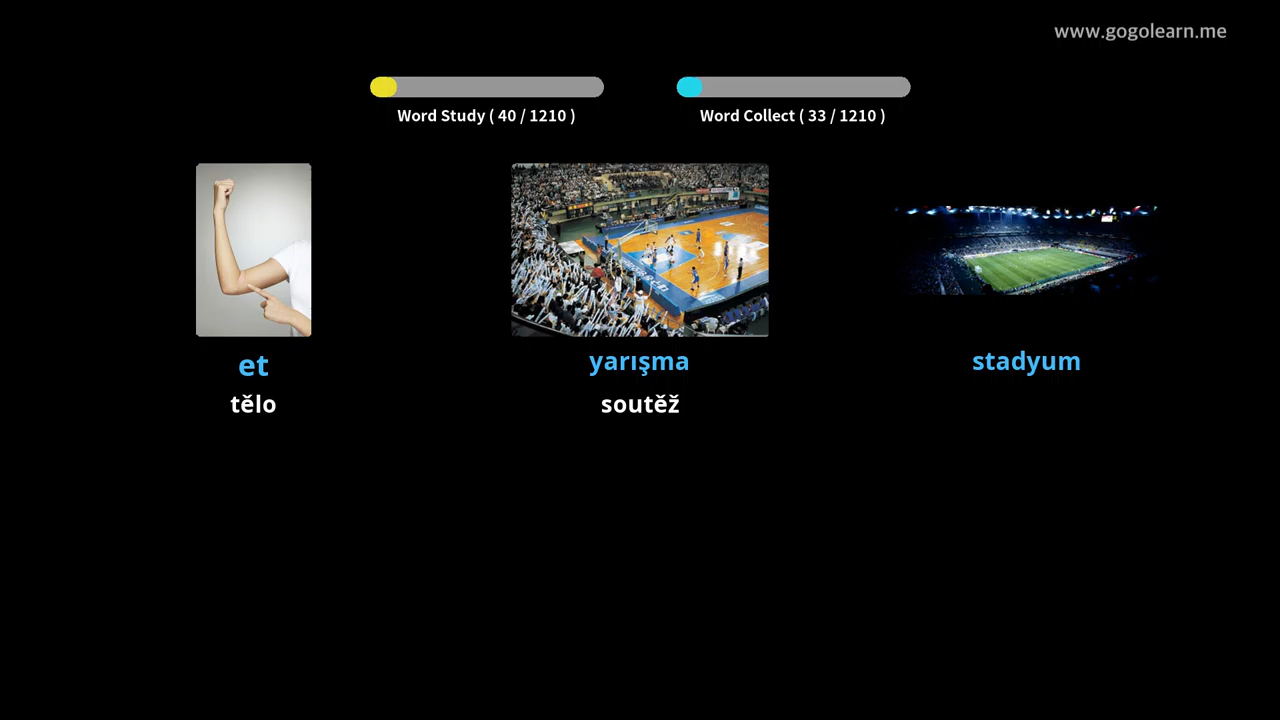 www.gogolearn.me
Word Study ( 40 / 1210 )
Word Collect ( 33 / 1210 )
et
yarışma
stadyum
tělo
soutěž